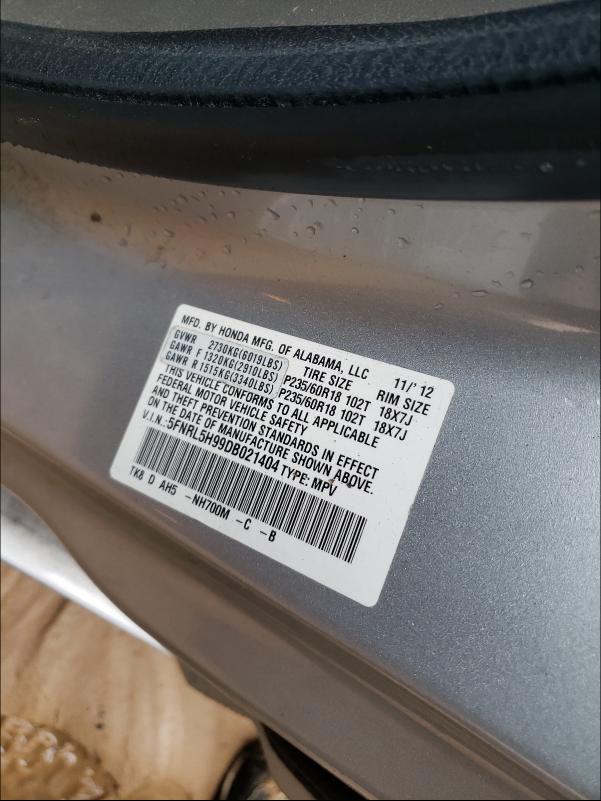 MFD. BY HONDA MFG. OF ALABAMA, LLC 11/' 12
TIRE SIZE RIM SIZE
GVWR 2730KG(6019LBS)
GAWR F 1320KG(2910LBS) P235/60R18 102T 18X7J
GAWR R 1515KG(3340LBS) P235/60R18 102T 18X7J
THIS VEHICLE CONFORMS TO ALL APPLICABLE
FEDERAL MOTOR VEHICLE SAFETY
AND THEFT PREVENTION STANDARDS IN EFFECT
ON THE DATE OF MANUFACTURE SHOWN ABOVE.
V.I.N.:5FNRL5H99DB021404 TYPE: MPV
TK8 D AH5 -NH700M -C -B